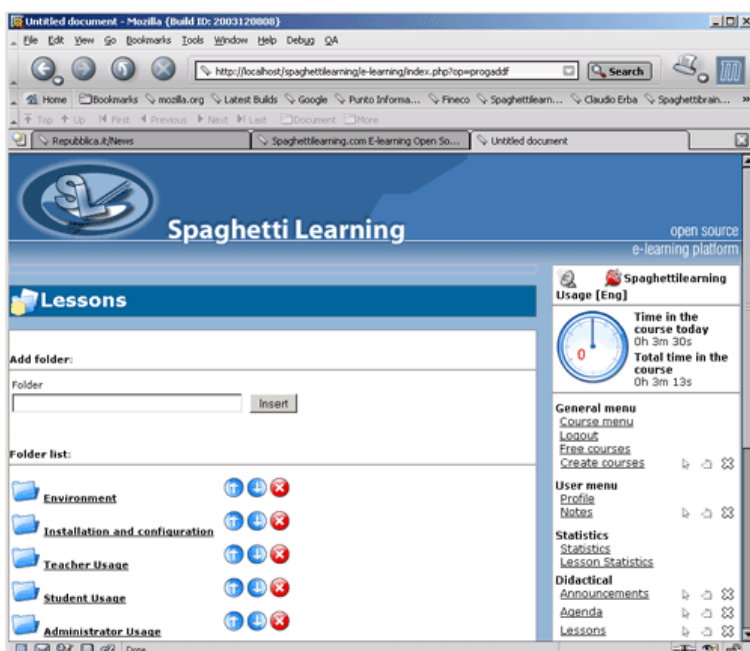 Untitled document - Mozilla {Build ID: 2003120808}
File Edit View Go Bookmarks Tools Window Help Debug QA
http://localhost/spaghettilearning/e-learning/index.php?op=progaddf
Search
Home Bookmarks mozilla.org Latest Builds Google Punto Informa... Fineco Spaghettilearn... Claudio Erba Spaghettibrain...
Top Up First Previous Next Last Document More
Repubblica.it/News
Spaghettilearning.com E-learning Open So...
Untitled document
SL
Spaghetti Learning
open source
e-learning platform
Lessons
Add folder:
Folder
Insert
Folder list:
Environment
Installation and configuration
Teacher Usage
Student Usage
Administrator Usage
Spaghettilearning
Usage [Eng]
0
Time in the
course today
0h 3m 30s
Total time in the
course
0h 3m 13s
General menu
Course menu
Logout
Free courses
Create courses
User menu
Profile
Notes
Statistics
Statistics
Lesson Statistics
Didactical
Announcements
Agenda
Lessons
Done